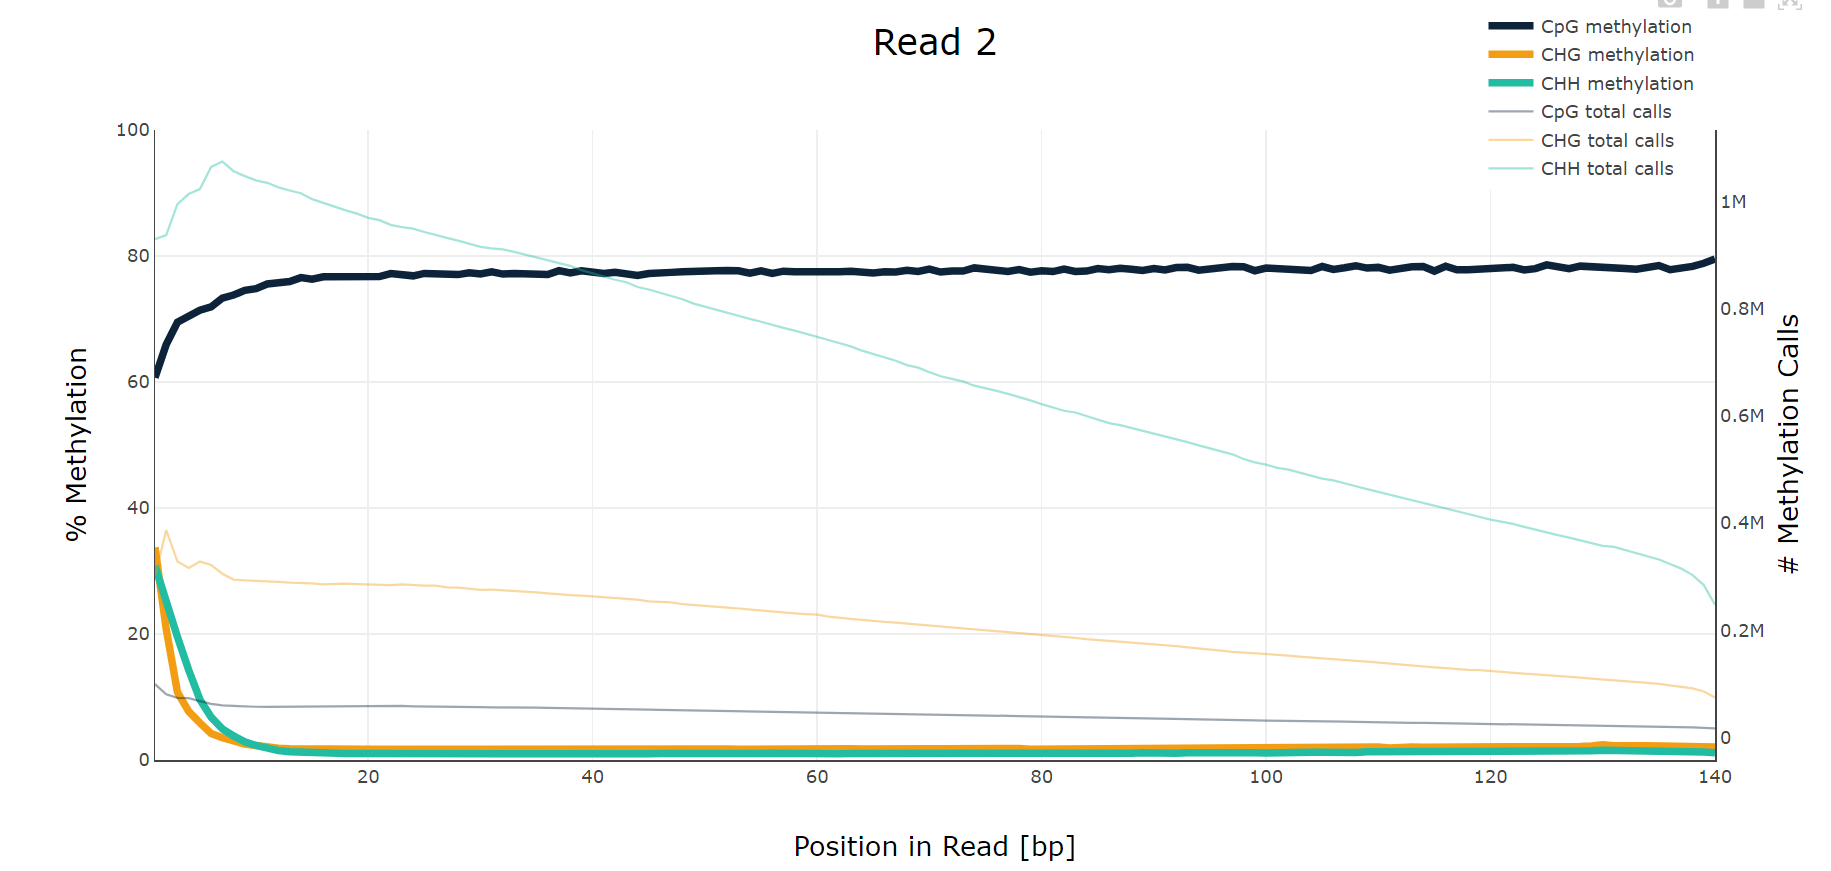 Read 2
CpG methylation
CHG methylation
CHH methylation
CpG total calls
CHG total calls
CHH total calls
100
80
60
40
20
0
% Methylation
1M
0.8M
0.6M
0.4M
0.2M
0
# Methylation Calls
20
40
60
80
100
120
140
Position in Read [bp]